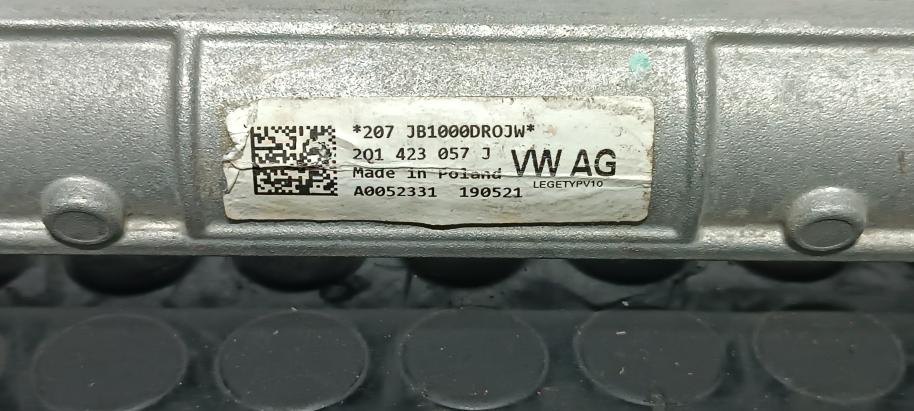 *207 JB1000DROJW*
2Q1 423 057 J
Made in Poland
A0052331 190521
VW AG
LEGETYPV10